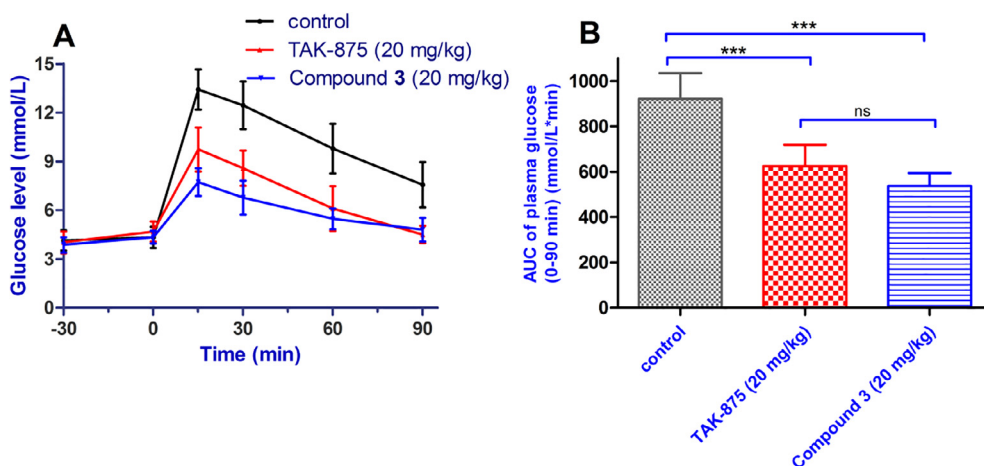 A
control
TAK-875 (20 mg/kg)
Compound 3 (20 mg/kg)
Glucose level (mmol/L)
15
12
9
6
3
0
-30
0
30
60
90
Time (min)
B
***
***
ns
AUC of plasma glucose
(0-90 min) (mmol/L*min)
1000
800
600
400
200
0
control
TAK-875 (20 mg/kg)
Compound 3 (20 mg/kg)